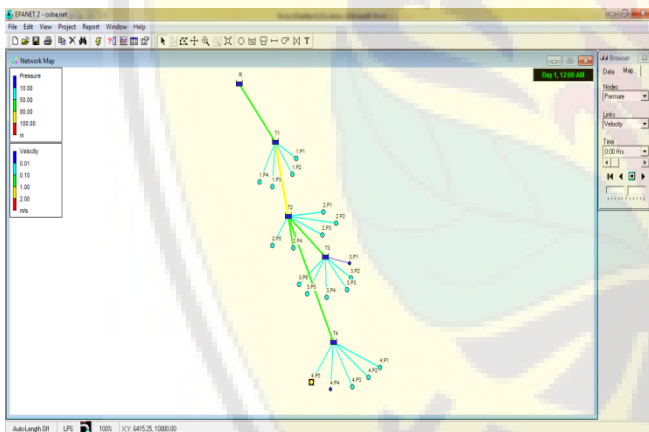 EPANET 2 - coba.net
File Edit View Project Report Window Help
T
Network Map
Day 1, 12:00 AM
Pressure
10.00
50.00
80.00
100.00
m
Velocity
0.01
0.10
1.00
2.00
m/s
R
T1
1.P1
1.P2
1.P4
1.P3
T2
2.P1
2.P2
2.P3
2.P5
2.P4
T3
3.P1
3.P2
3.P3
3.P6
3.P5
3.P4
T4
4.P1
4.P2
4.P3
4.P5
4.P4
Browser
Data Map
Nodes
Pressure
Links
Velocity
Time
0:00 Hrs
Auto-Length Off LPS 100% X,Y: 6415.25, 10000.00